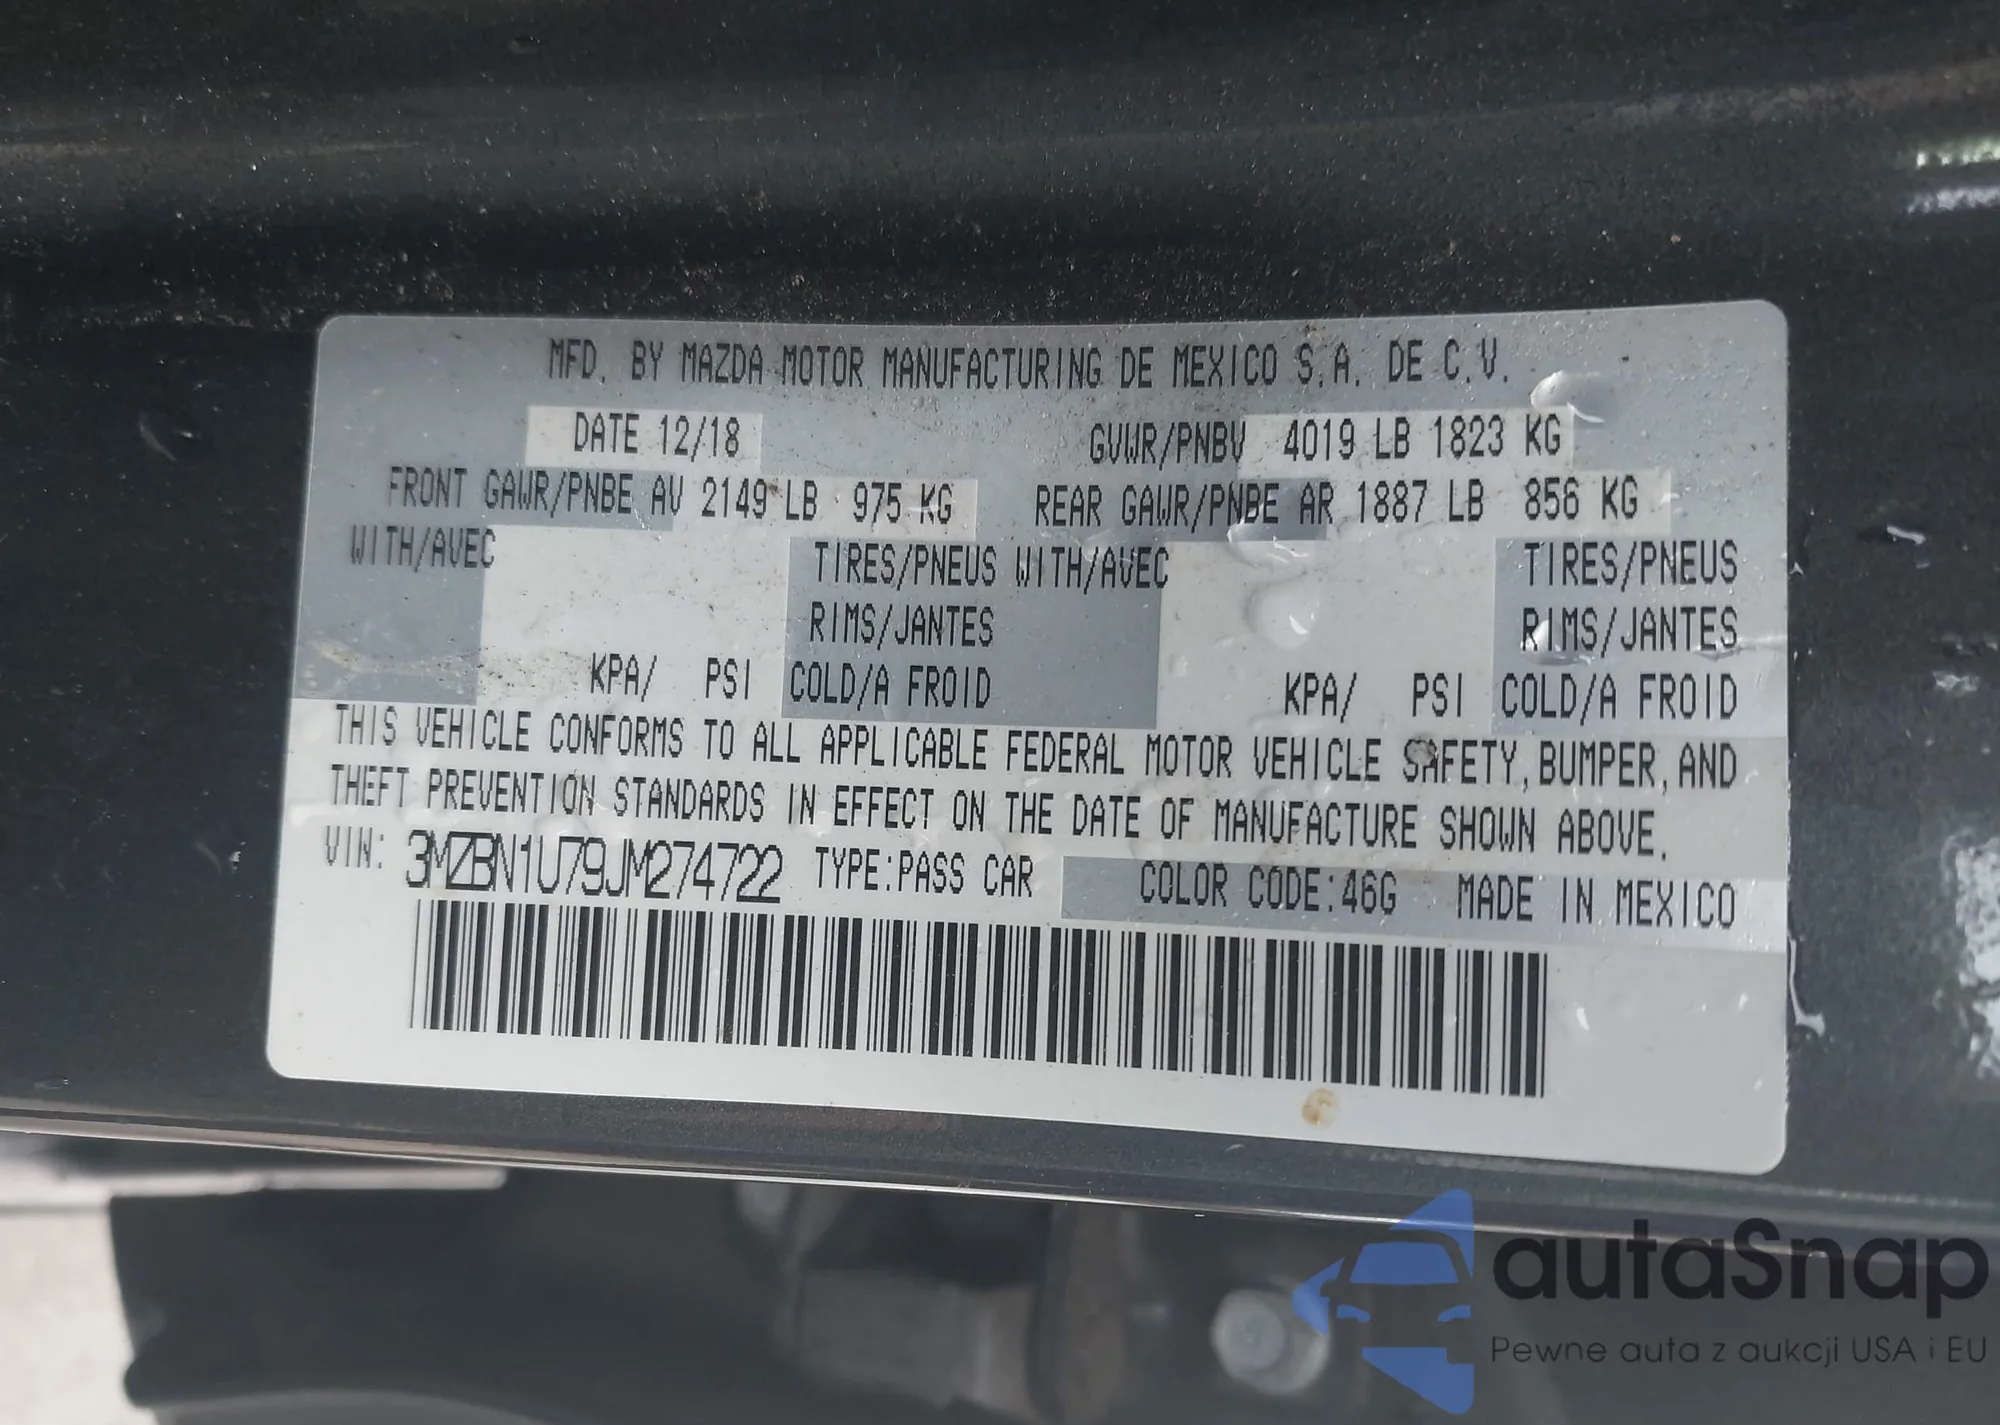 MFD. BY MAZDA MOTOR MANUFACTURING DE MEXICO S.A. DE C.V.
DATE 12/18 GVWR/PNBV 4019 LB 1823 KG
FRONT GAWR/PNBE AV 2149 LB 975 KG REAR GAWR/PNBE AR 1887 LB 856 KG
WITH/AVEC TIRES/PNEUS WITH/AVEC TIRES/PNEUS
RIMS/JANTES RIMS/JANTES
KPA/ PSI COLD/A FROID KPA/ PSI COLD/A FROID
THIS VEHICLE CONFORMS TO ALL APPLICABLE FEDERAL MOTOR VEHICLE SAFETY, BUMPER, AND
THEFT PREVENTION STANDARDS IN EFFECT ON THE DATE OF MANUFACTURE SHOWN ABOVE.
VIN: 3MZBN1U79JM274722 TYPE:PASS CAR COLOR CODE:46G MADE IN MEXICO
autaSnap
Pewne auta z aukcji USA i EU